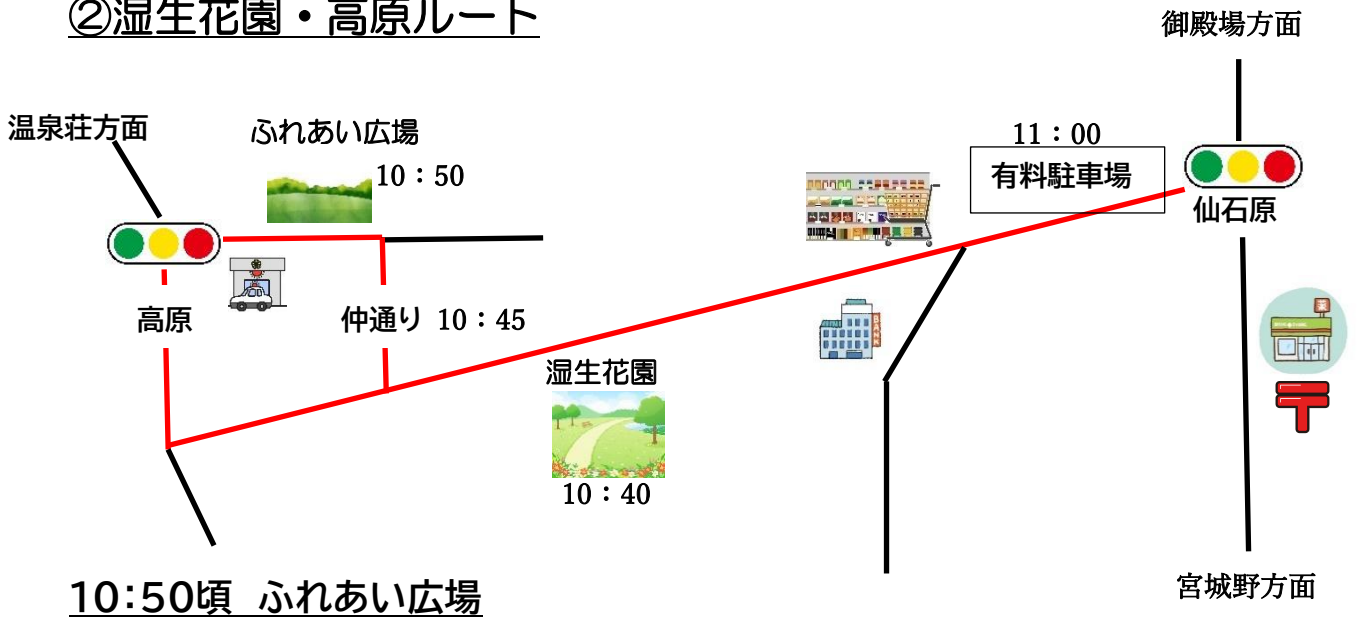 ②湿生花園・高原ルート
御殿場方面
温泉荘方面
ふれあい広場
10：50
11：00
有料駐車場
仙石原
高原
仲通り 10：45
湿生花園
10：40
BANK
薬
〒
宮城野方面
10:50頃 ふれあい広場